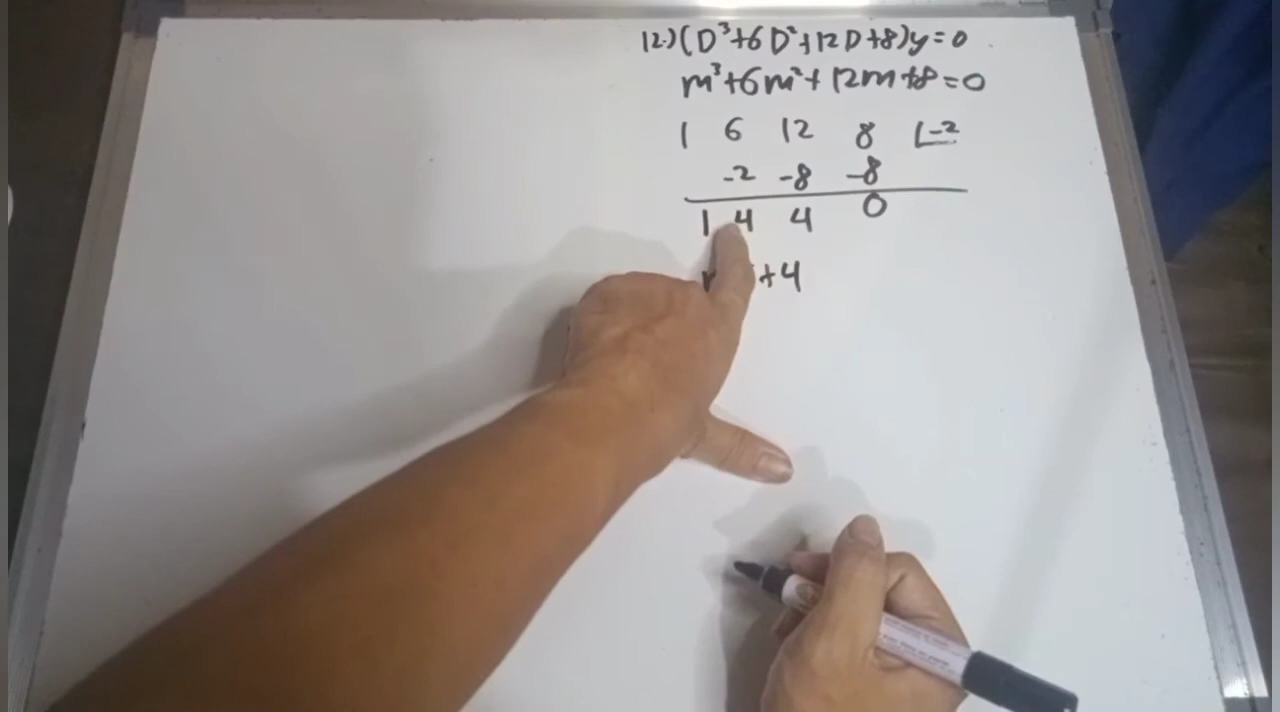 12.) (D³+6D²+12D+8)y=0
m³+6m²+12m+8=0
1 6 12 8 ⌊-2
-2 -8 -8
1 4 4 0
+4